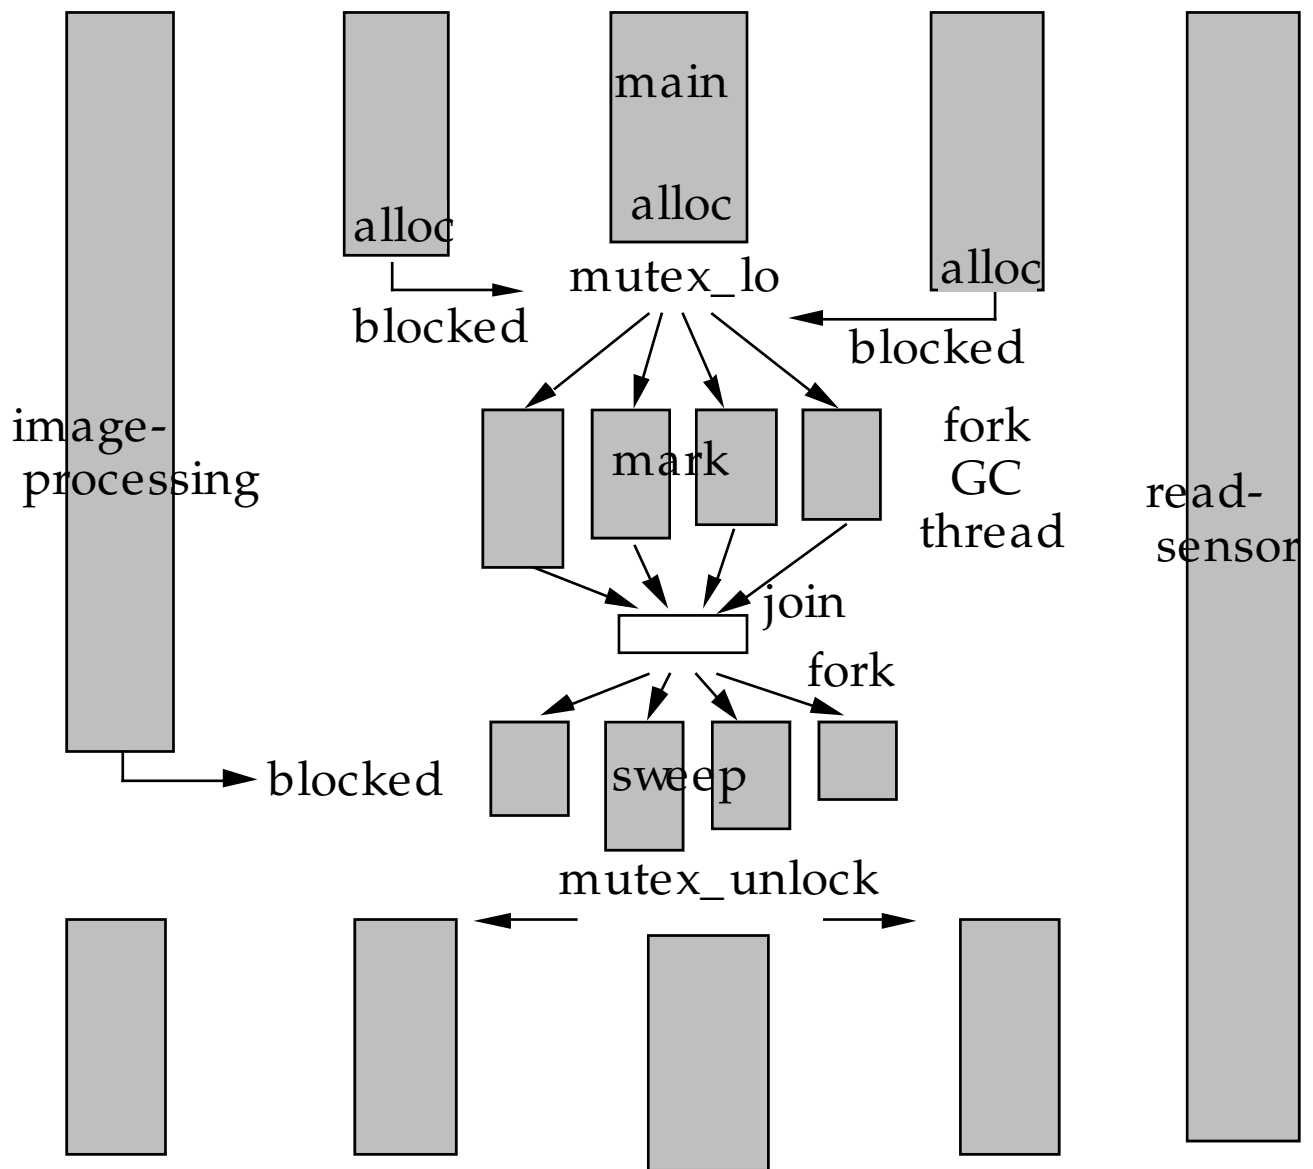 main
alloc
alloc
alloc
mutex_lo
blocked
blocked
image-
processing
mark
fork
GC
thread
read-
sensor
join
fork
blocked
sweep
mutex_unlock